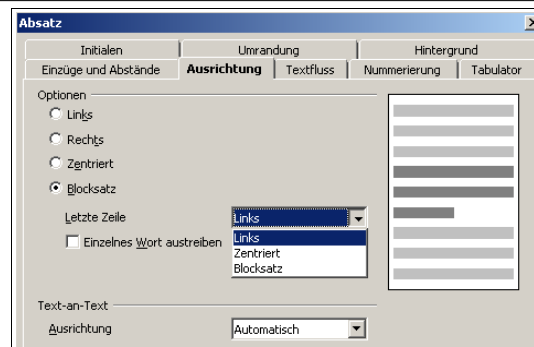 Absatz
Initialen Umrandung Hintergrund
Einzüge und Abstände Ausrichtung Textfluss Nummerierung Tabulator
Optionen
Links
Rechts
Zentriert
Blocksatz
Letzte Zeile Links
Einzelnes Wort austreiben Links
Zentriert
Blocksatz
Text-an-Text
Ausrichtung Automatisch